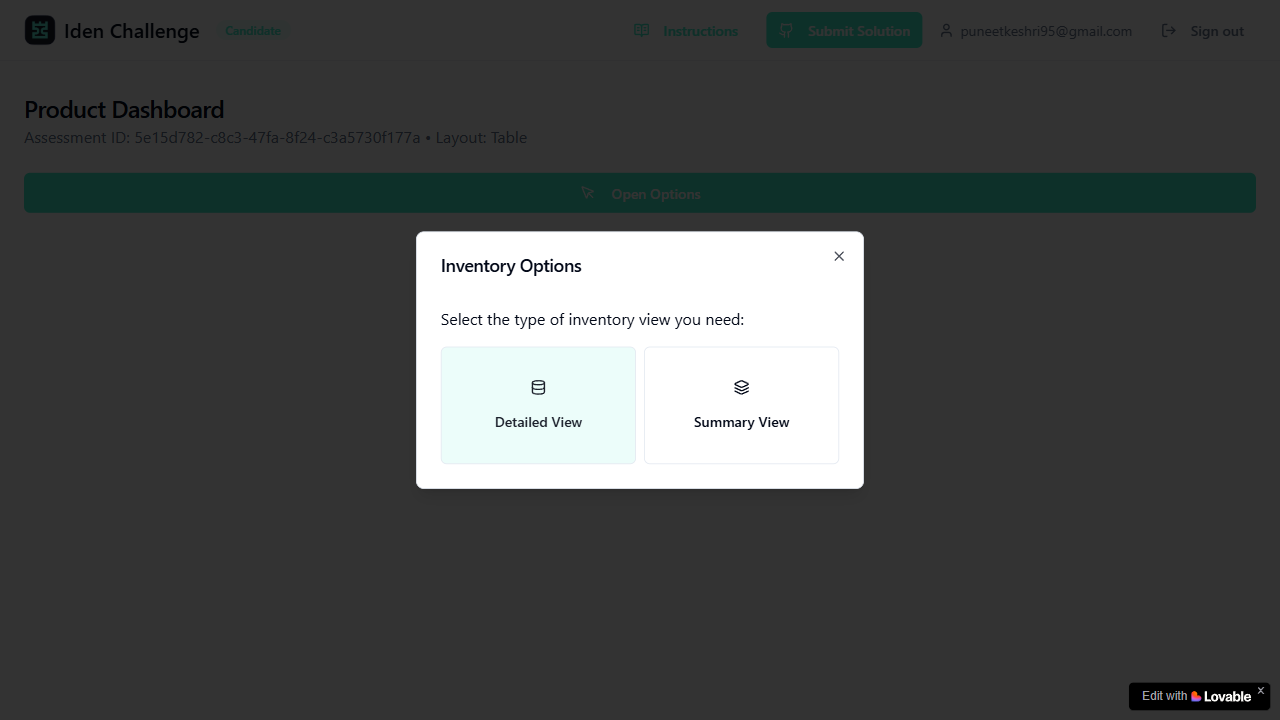 Iden Challenge
Candidate
Instructions
Submit Solution
puneetkeshri95@gmail.com
Sign out
Product Dashboard
Assessment ID: 5e15d782-c8c3-47fa-8f24-c3a5730f177a • Layout: Table
Open Options
Inventory Options
Select the type of inventory view you need:
Detailed View
Summary View
Edit with Lovable